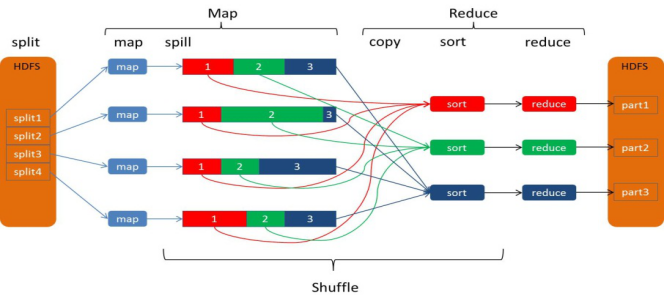 Map Reduce
split map spill copy sort reduce
HDFS HDFS
map 1 2 3
split1 map 1 2 3 sort reduce part1
split2
split3 sort reduce part2
split4 map 1 2 3
sort reduce part3
map 1 2 3
Shuffle